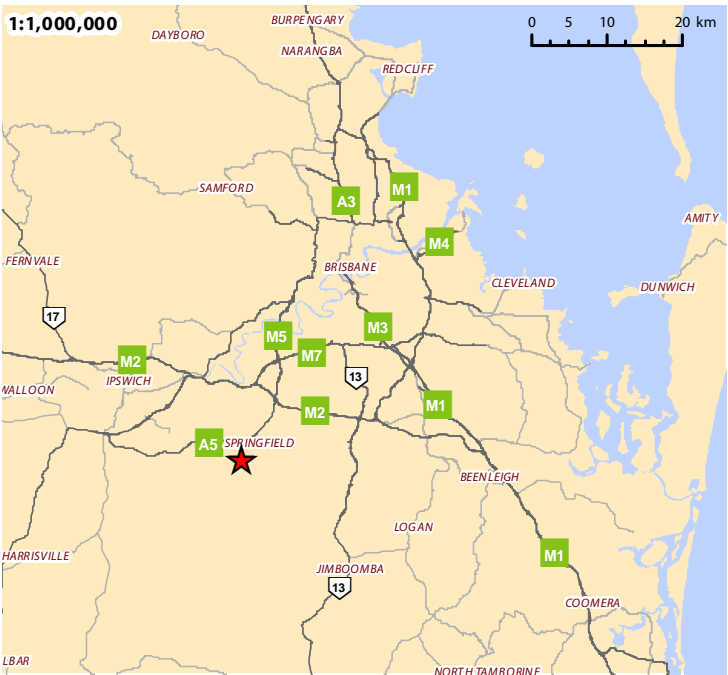 1:1,000,000
BURPENGARY
0 5 10 20 km
DAYBORO
NARANGBA
REDCLIFF
SAMFORD
M1
A3
AMITY
M4
FERNVALE
BRISBANE
CLEVELAND
DUNWICH
17
M3
M5
M7
M2
13
IPSWICH
WALLOON
M1
M2
A5
SPRINGFIELD
BEENLEIGH
LOGAN
HARRISVILLE
M1
JIMBOOMBA
13
COOMERA
LBAR
NORTH TAMBORINE